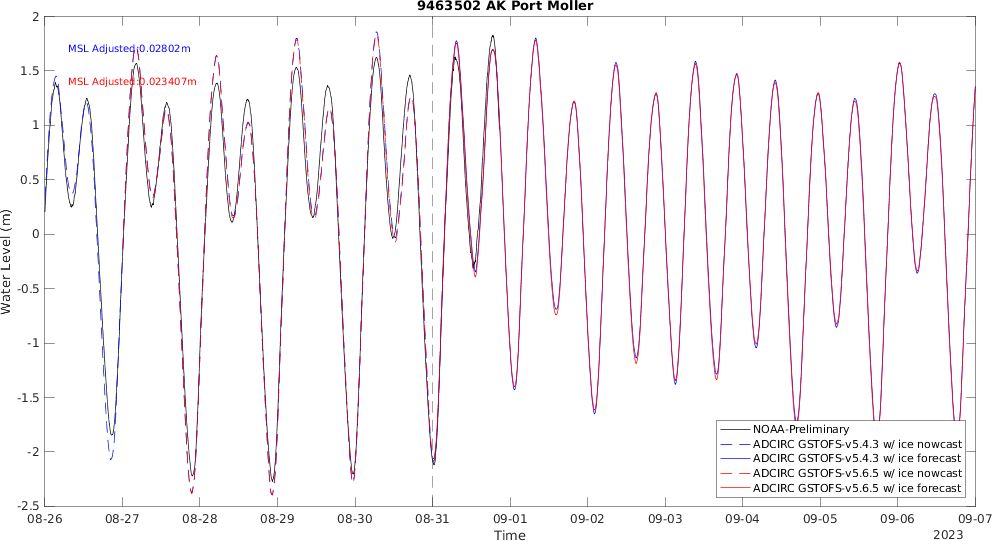 9463502 AK Port Moller
MSL Adjusted:0.02802m
MSL Adjusted:0.023407m
Water Level (m)
2
1.5
1
0.5
0
-0.5
-1
-1.5
-2
-2.5
NOAA-Preliminary
ADCIRC GSTOFS-v5.4.3 w/ ice nowcast
ADCIRC GSTOFS-v5.4.3 w/ ice forecast
ADCIRC GSTOFS-v5.6.5 w/ ice nowcast
ADCIRC GSTOFS-v5.6.5 w/ ice forecast
08-26 08-27 08-28 08-29 08-30 08-31 09-01 09-02 09-03 09-04 09-05 09-06 09-07
Time
2023